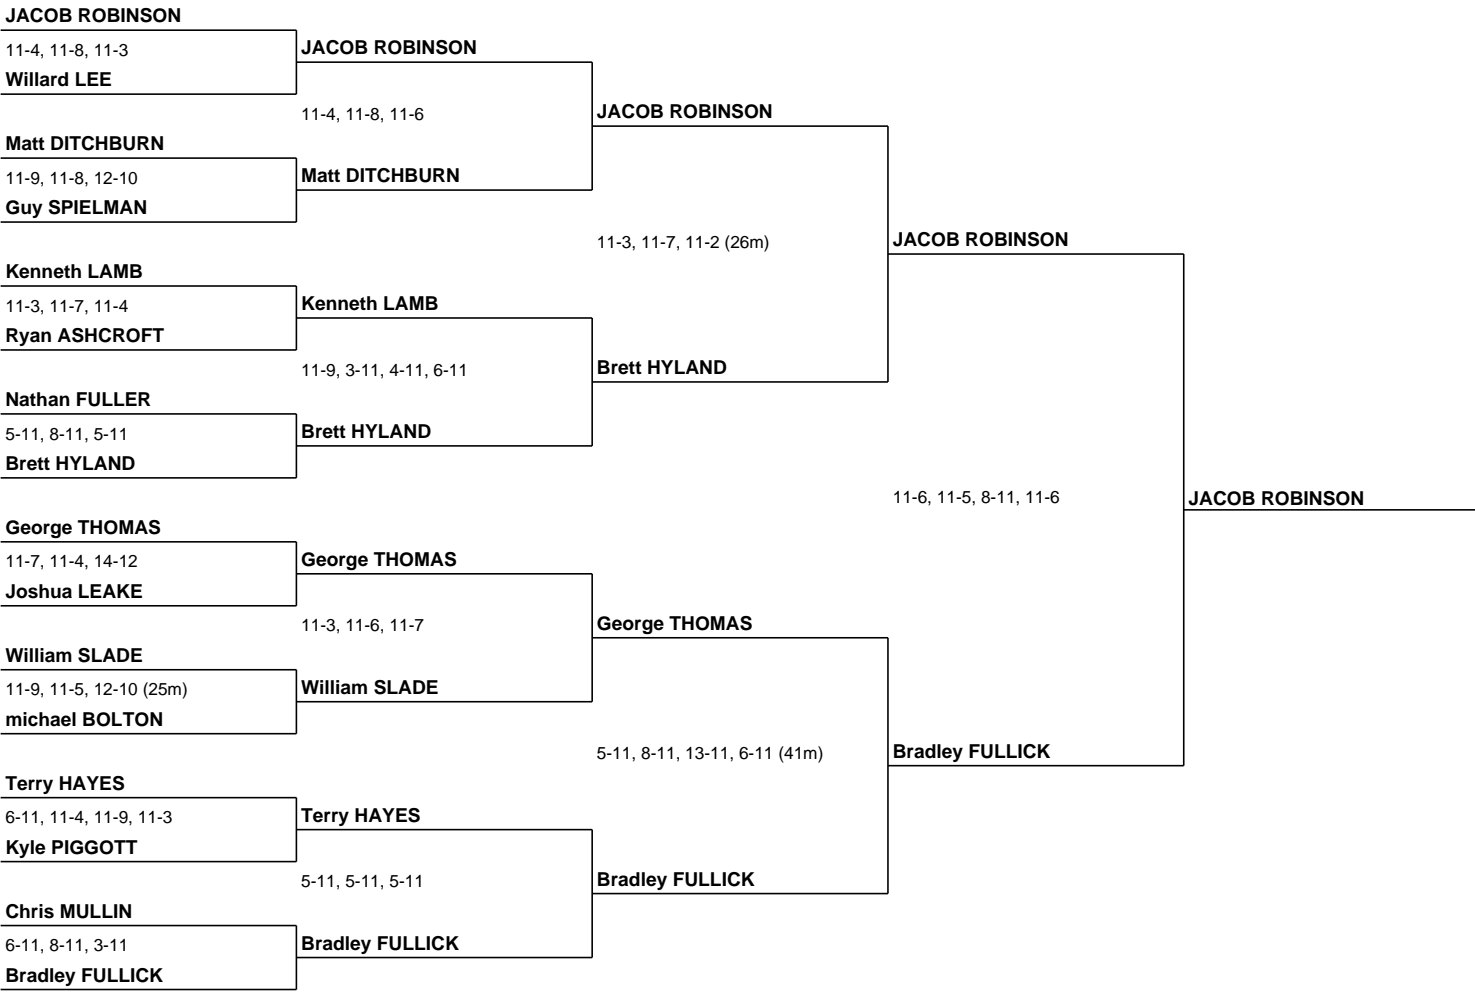 JACOB ROBINSON
11-4, 11-8, 11-3
Willard LEE
Matt DITCHBURN
11-9, 11-8, 12-10
Guy SPIELMAN
Kenneth LAMB
11-3, 11-7, 11-4
Ryan ASHCROFT
Nathan FULLER
5-11, 8-11, 5-11
Brett HYLAND
George THOMAS
11-7, 11-4, 14-12
Joshua LEAKE
William SLADE
11-9, 11-5, 12-10 (25m)
michael BOLTON
Terry HAYES
6-11, 11-4, 11-9, 11-3
Kyle PIGGOTT
Chris MULLIN
6-11, 8-11, 3-11
Bradley FULLICK
JACOB ROBINSON
11-4, 11-8, 11-6
Matt DITCHBURN
Kenneth LAMB
11-9, 3-11, 4-11, 6-11
Brett HYLAND
George THOMAS
11-3, 11-6, 11-7
William SLADE
Terry HAYES
5-11, 5-11, 5-11
Bradley FULLICK
JACOB ROBINSON
11-3, 11-7, 11-2 (26m)
Brett HYLAND
George THOMAS
5-11, 8-11, 13-11, 6-11 (41m)
Bradley FULLICK
JACOB ROBINSON
11-6, 11-5, 8-11, 11-6
Bradley FULLICK
JACOB ROBINSON